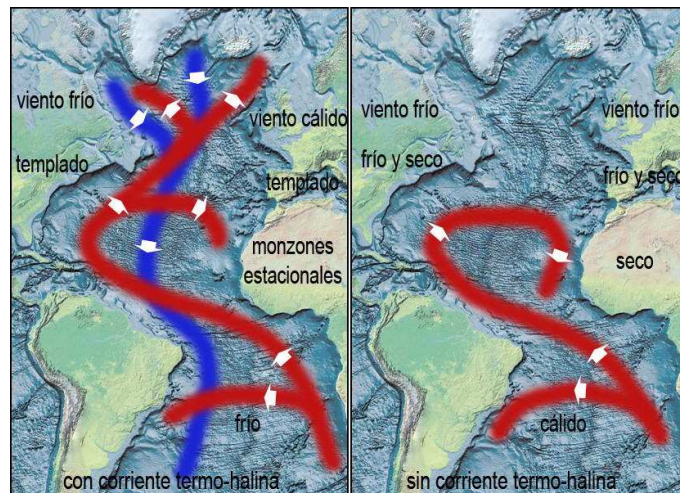 viento frío
viento cálido
templado
templado
monzones
estacionales
frío
con corriente termo-halina
viento frío
viento frío
frío y seco
frío y seco
seco
cálido
sin corriente termo-halina